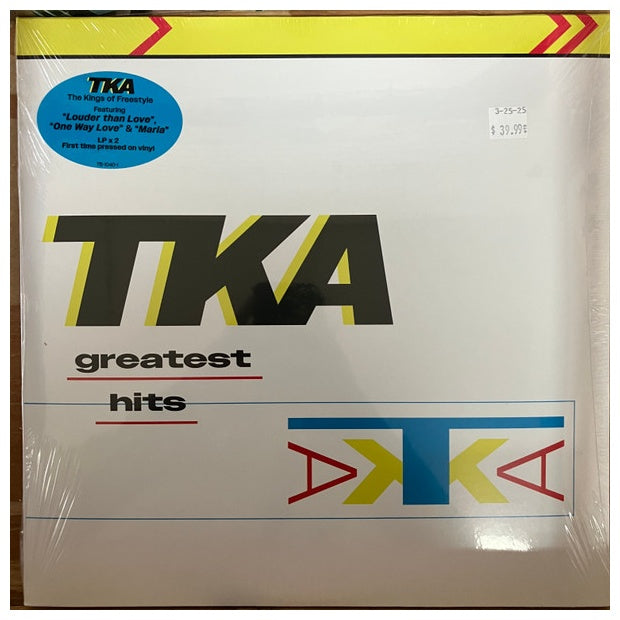 TKA
The Kings of Freestyle
Featuring
"Louder than Love",
"One Way Love" & "Maria"
LP x 2
First time pressed on vinyl
3-25-25
$ 39.99
TKA
greatest
hits
AKTKA